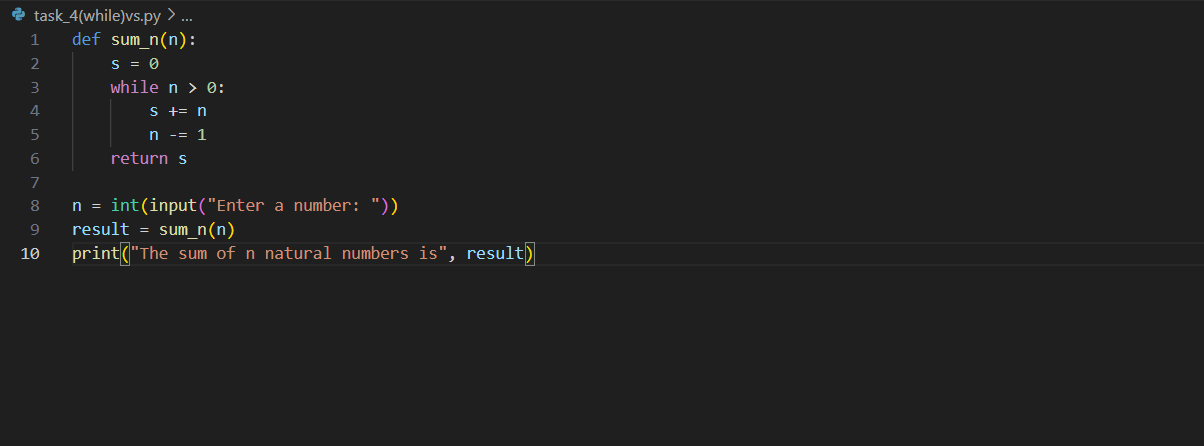 task_4(while)vs.py > ...
1 def sum_n(n):
2     s = 0
3     while n > 0:
4         s += n
5         n -= 1
6     return s
7
8 n = int(input("Enter a number: "))
9 result = sum_n(n)
10 print("The sum of n natural numbers is", result)